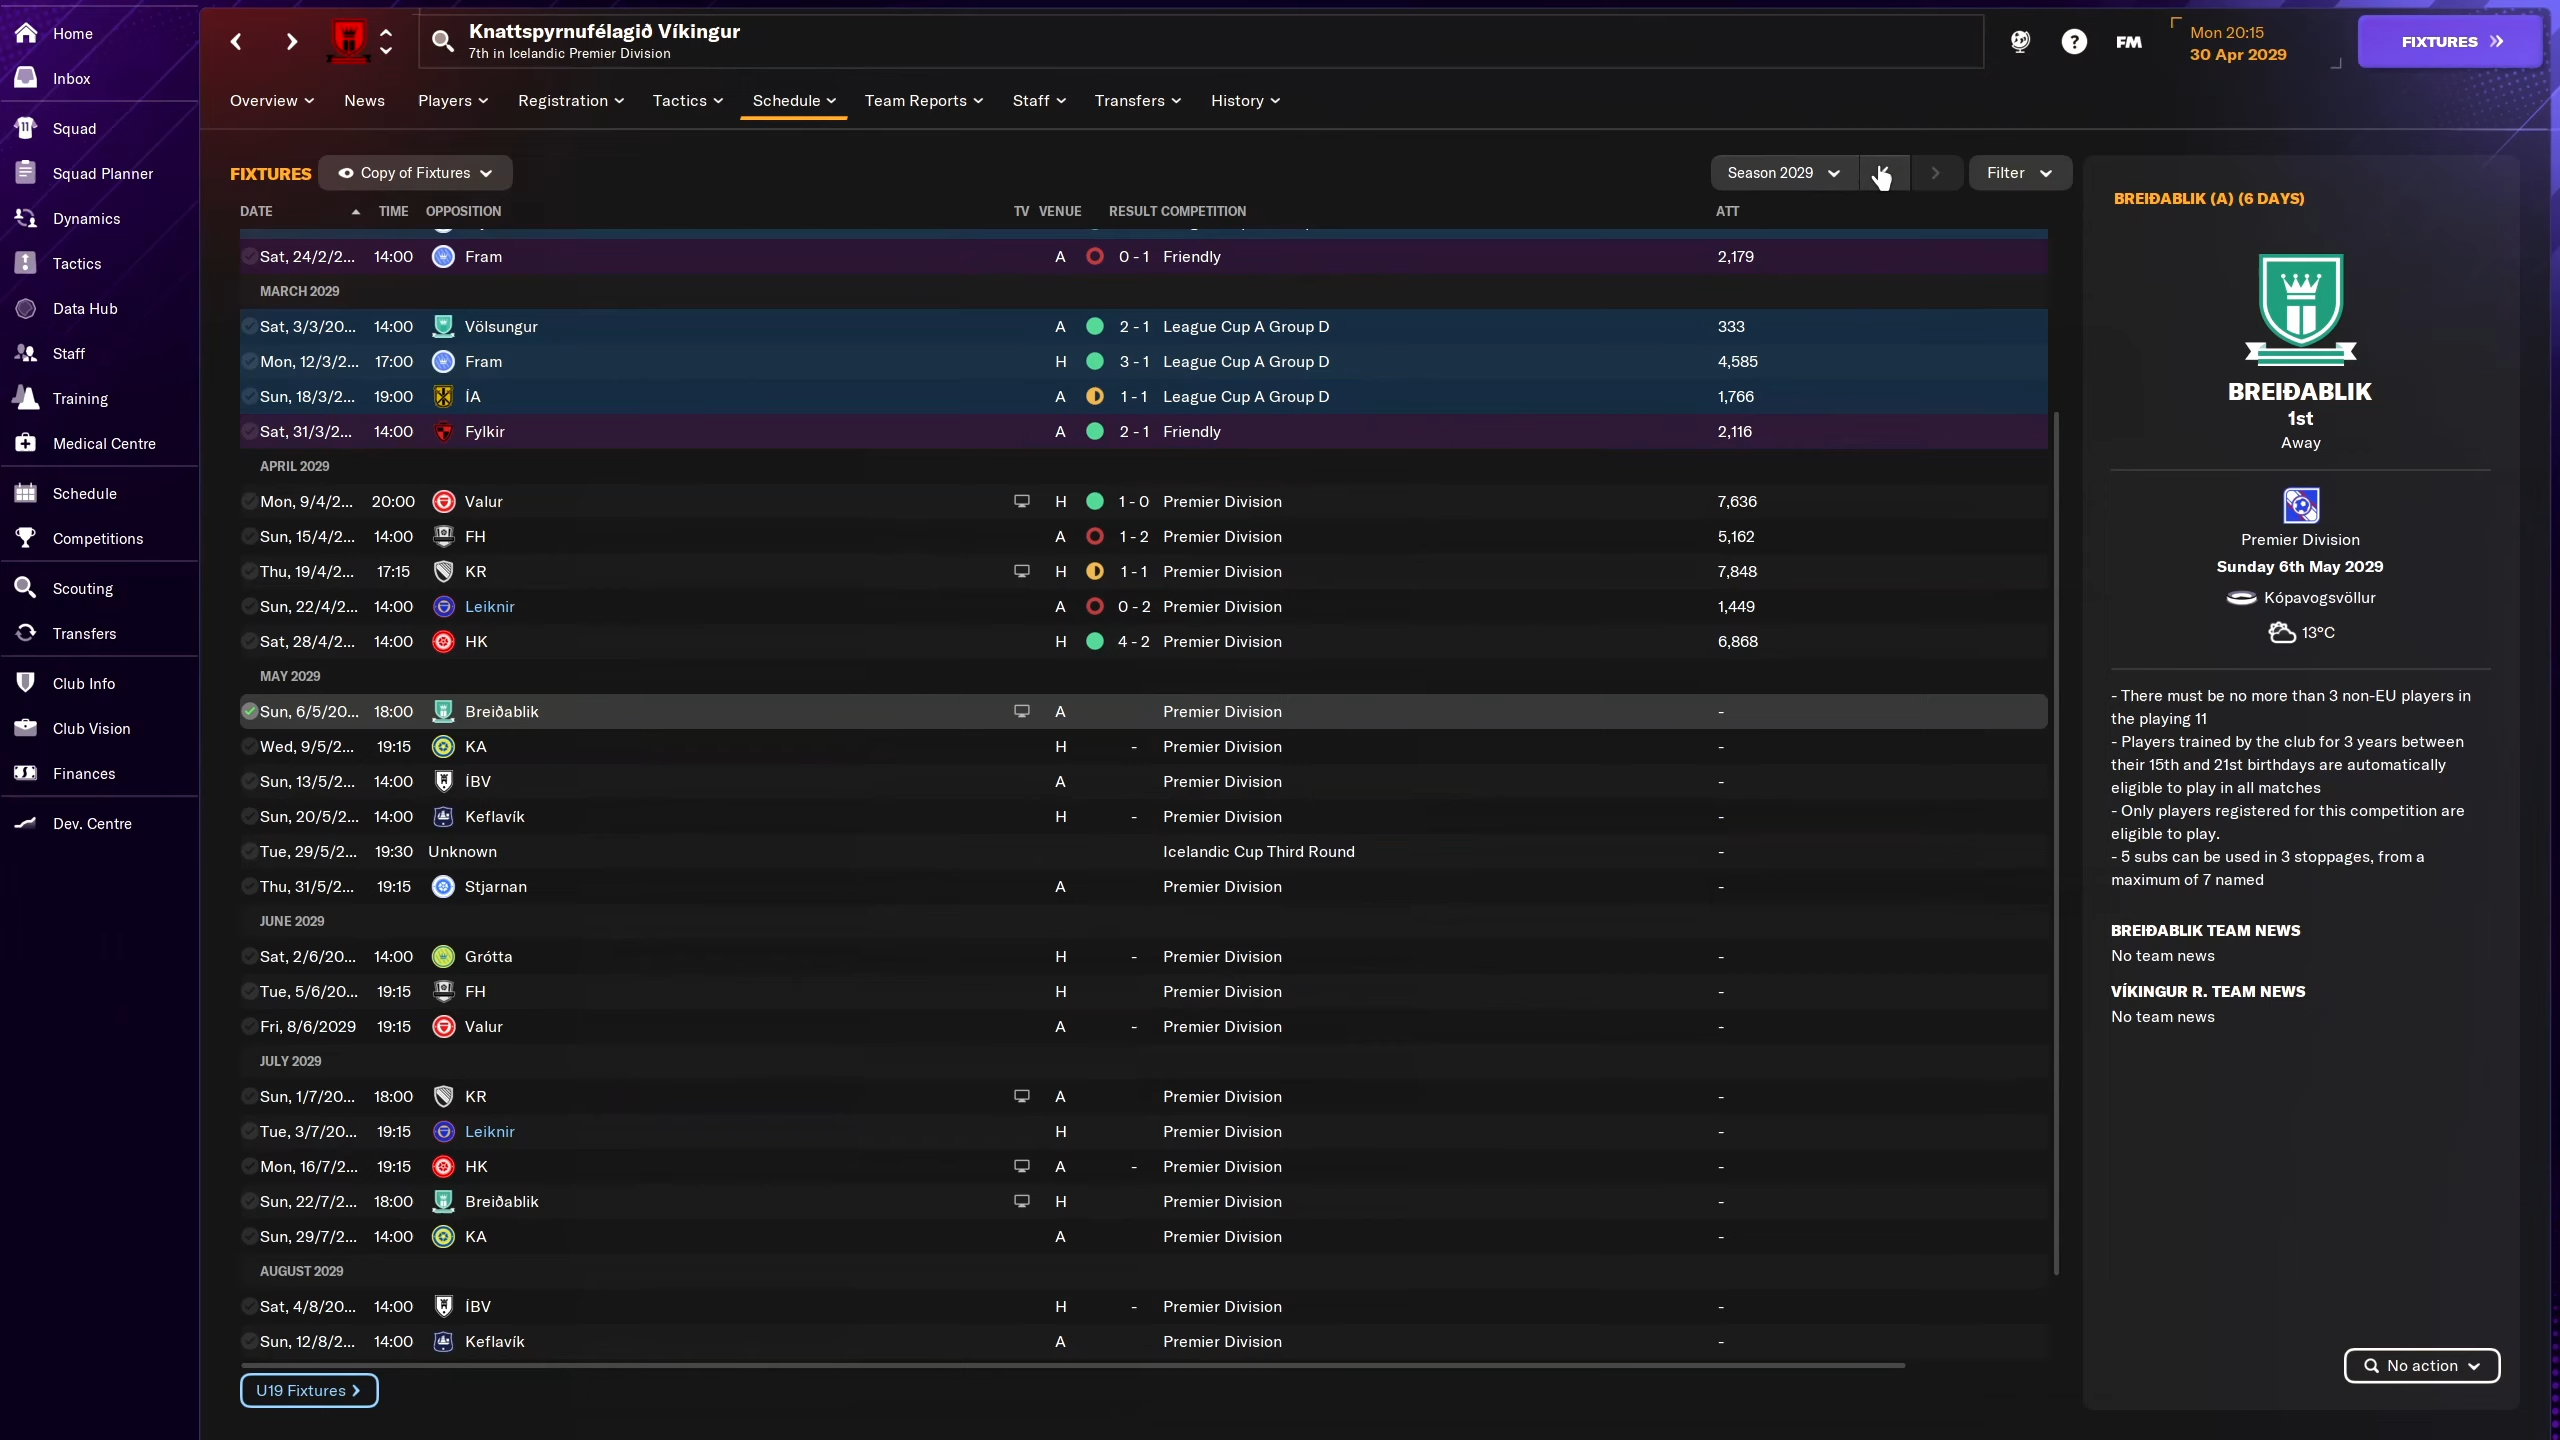 Home
Inbox
Squad
Squad Planner
Dynamics
Tactics
Data Hub
Staff
Training
Medical Centre
Schedule
Competitions
Scouting
Transfers
Club Info
Club Vision
Finances
Dev. Centre
Knattspyrnufélagið Víkingur
7th in Icelandic Premier Division
FM
Mon 20:15
30 Apr 2029
FIXTURES
Overview News Players Registration Tactics Schedule Team Reports Staff Transfers History
FIXTURES Copy of Fixtures Season 2029 Filter
DATE TIME OPPOSITION TV VENUE RESULT COMPETITION ATT
Sat, 24/2/2... 14:00 Fram A 0 - 1 Friendly 2,179
MARCH 2029
Sat, 3/3/20... 14:00 Völsungur A 2 - 1 League Cup A Group D 333
Mon, 12/3/2... 17:00 Fram H 3 - 1 League Cup A Group D 4,585
Sun, 18/3/2... 19:00 ÍA A 1 - 1 League Cup A Group D 1,766
Sat, 31/3/2... 14:00 Fylkir A 2 - 1 Friendly 2,116
APRIL 2029
Mon, 9/4/2... 20:00 Valur H 1 - 0 Premier Division 7,636
Sun, 15/4/2... 14:00 FH A 1 - 2 Premier Division 5,162
Thu, 19/4/2... 17:15 KR H 1 - 1 Premier Division 7,848
Sun, 22/4/2... 14:00 Leiknir A 0 - 2 Premier Division 1,449
Sat, 28/4/2... 14:00 HK H 4 - 2 Premier Division 6,868
MAY 2029
Sun, 6/5/20... 18:00 Breiðablik A Premier Division -
Wed, 9/5/2... 19:15 KA H - Premier Division -
Sun, 13/5/2... 14:00 ÍBV A Premier Division -
Sun, 20/5/2... 14:00 Keflavík H - Premier Division -
Tue, 29/5/2... 19:30 Unknown Icelandic Cup Third Round -
Thu, 31/5/2... 19:15 Stjarnan A Premier Division -
JUNE 2029
Sat, 2/6/20... 14:00 Grótta H - Premier Division -
Tue, 5/6/20... 19:15 FH H Premier Division -
Fri, 8/6/2029 19:15 Valur A - Premier Division -
JULY 2029
Sun, 1/7/20... 18:00 KR A Premier Division -
Tue, 3/7/20... 19:15 Leiknir H Premier Division -
Mon, 16/7/2... 19:15 HK A - Premier Division -
Sun, 22/7/2... 18:00 Breiðablik H Premier Division -
Sun, 29/7/2... 14:00 KA A Premier Division -
AUGUST 2029
Sat, 4/8/20... 14:00 ÍBV H - Premier Division -
Sun, 12/8/2... 14:00 Keflavík A Premier Division -
U19 Fixtures
BREIÐABLIK (A) (6 DAYS)
BREIÐABLIK
1st
Away
Premier Division
Sunday 6th May 2029
Kópavogsvöllur
13°C
- There must be no more than 3 non-EU players in
the playing 11
- Players trained by the club for 3 years between
their 15th and 21st birthdays are automatically
eligible to play in all matches
- Only players registered for this competition are
eligible to play.
- 5 subs can be used in 3 stoppages, from a
maximum of 7 named
BREIÐABLIK TEAM NEWS
No team news
VÍKINGUR R. TEAM NEWS
No team news
No action